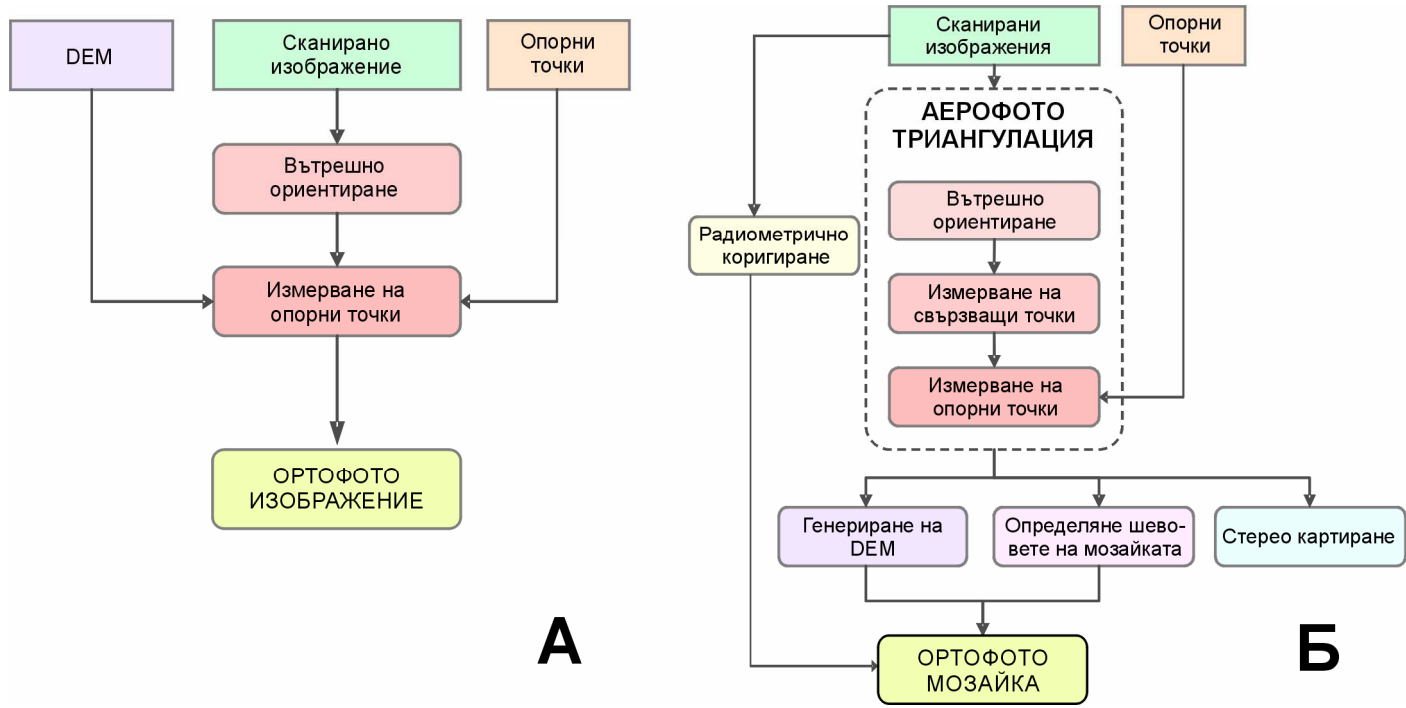 DEM
Сканирано
изображение
Опорни
точки
Вътрешно
ориентиране
Измерване на
опорни точки
ОРТОФОТО
ИЗОБРАЖЕНИЕ
А
Сканирани
изображения
Опорни
точки
АЕРОФОТО
ТРИАНГУЛАЦИЯ
Вътрешно
ориентиране
Радиометрично
коригиране
Измерване на
свързващи точки
Измерване на
опорни точки
Генериране на
DEM
Определяне шево-
вете на мозайката
Стерео картиране
ОРТОФОТО
МОЗАЙКА
Б